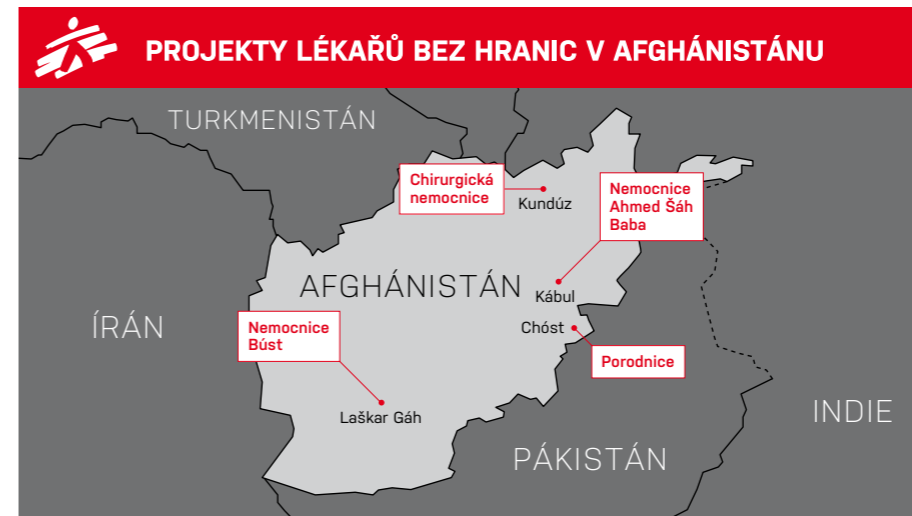 PROJEKTY LÉKAŘŮ BEZ HRANIC V AFGHÁNISTÁNU
TURKMENISTÁN
Chirurgická
nemocnice
Kundúz
Nemocnice
Ahmed Šáh
Baba
AFGHÁNISTÁN
Kábul
ÍRÁN
Nemocnice
Búst
Chóst
Porodnice
Laškar Gáh
INDIE
PÁKISTÁN